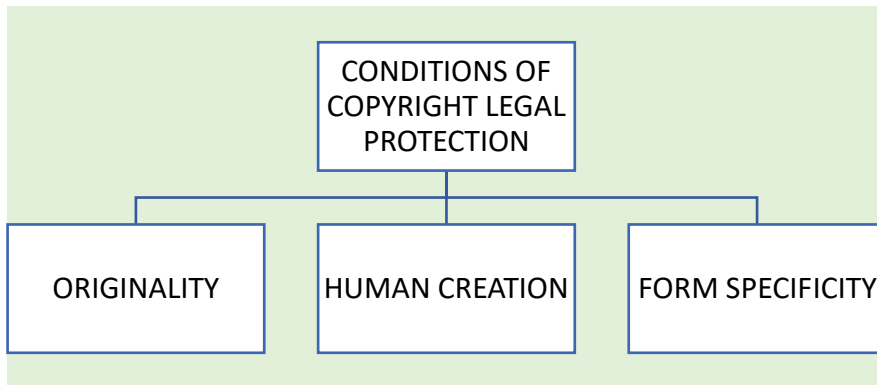 CONDITIONS OF
COPYRIGHT LEGAL
PROTECTION
ORIGINALITY
HUMAN CREATION
FORM SPECIFICITY